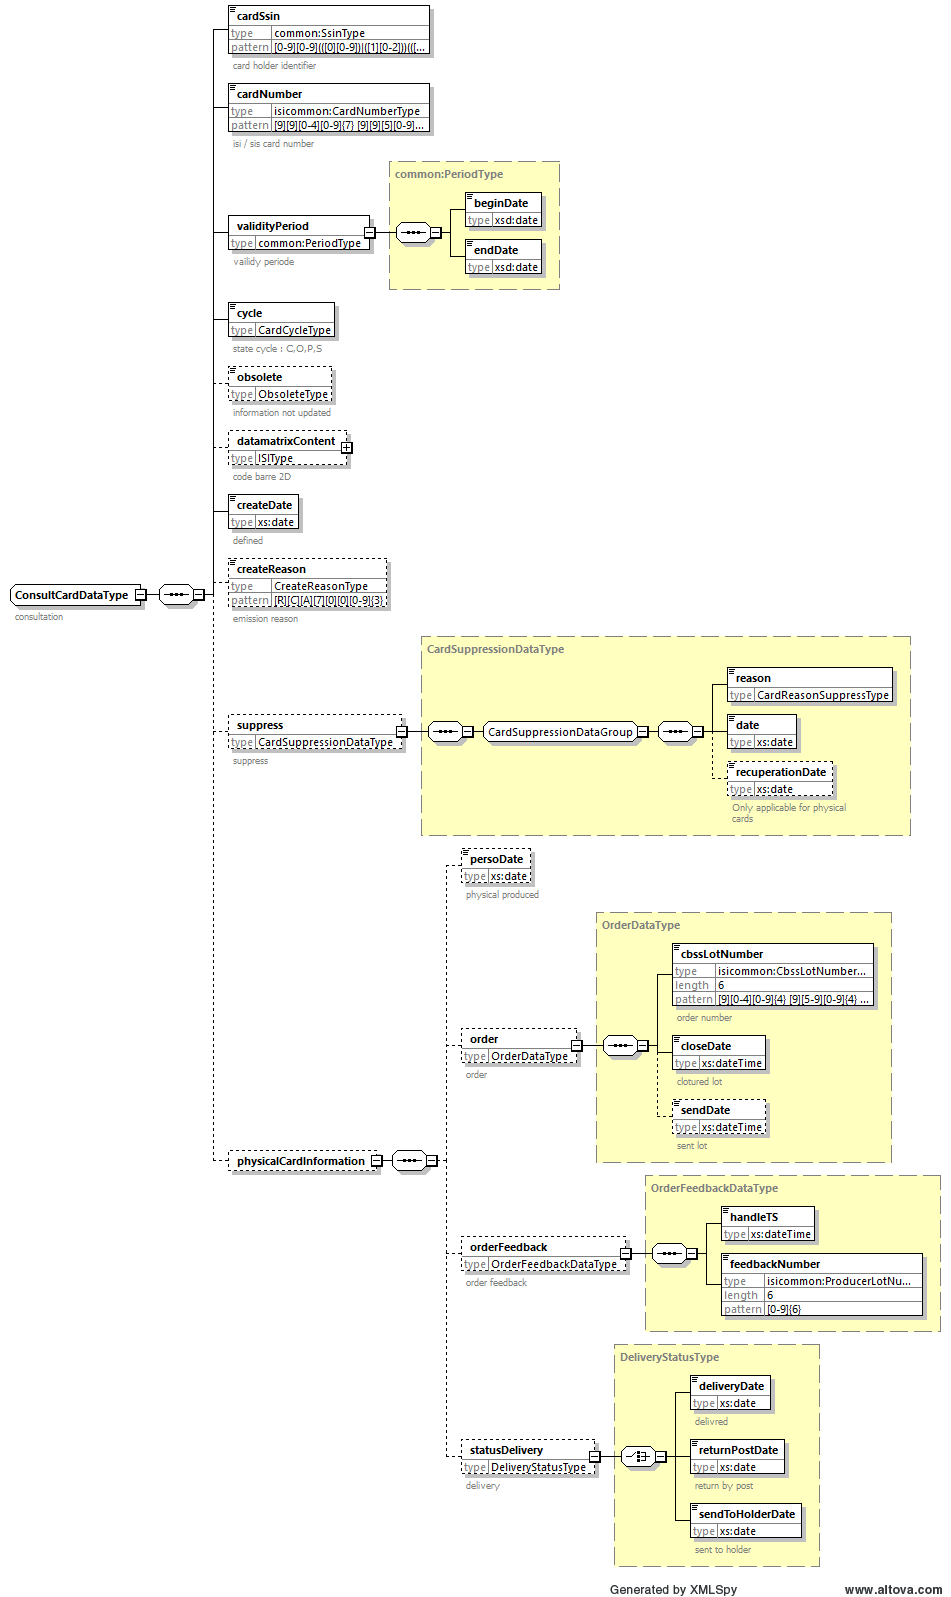 cardSsin
type common:SsinType
pattern [0-9][0-9](([0][0-9])|([1][0-2]))(([...
card holder identifier
cardNumber
type isicommon:CardNumberType
pattern [9][9][0-4][0-9]{7} [9][9][5][0-9]...
isi / sis card number
common:PeriodType
beginDate
type xsd:date
validityPeriod
type common:PeriodType
vailidy periode
endDate
type xsd:date
cycle
type CardCycleType
state cycle : C,O,P,S
obsolete
type ObsoleteType
information not updated
datamatrixContent
type ISIType
code barre 2D
createDate
type xs:date
defined
createReason
type CreateReasonType
pattern [R][C][A][7][0][0][0-9]{3}
emission reason
ConsultCardDataType
consultation
CardSuppressionDataType
reason
type CardReasonSuppressType
suppress
type CardSuppressionDataType
suppress
CardSuppressionDataGroup
date
type xs:date
recuperationDate
type xs:date
Only applicable for physical
cards
persoDate
type xs:date
physical produced
OrderDataType
cbssLotNumber
type isicommon:CbssLotNumber...
length 6
pattern [9][0-4][0-9]{4} [9][5-9][0-9]{4} ...
order number
order
type OrderDataType
order
closeDate
type xs:dateTime
clotured lot
sendDate
type xs:dateTime
sent lot
physicalCardInformation
OrderFeedbackDataType
handleTS
type xs:dateTime
orderFeedback
type OrderFeedbackDataType
order feedback
feedbackNumber
type isicommon:ProducerLotNu...
length 6
pattern [0-9]{6}
DeliveryStatusType
deliveryDate
type xs:date
delivred
statusDelivery
type DeliveryStatusType
delivery
returnPostDate
type xs:date
return by post
sendToHolderDate
type xs:date
sent to holder
Generated by XMLSpy www.altova.com